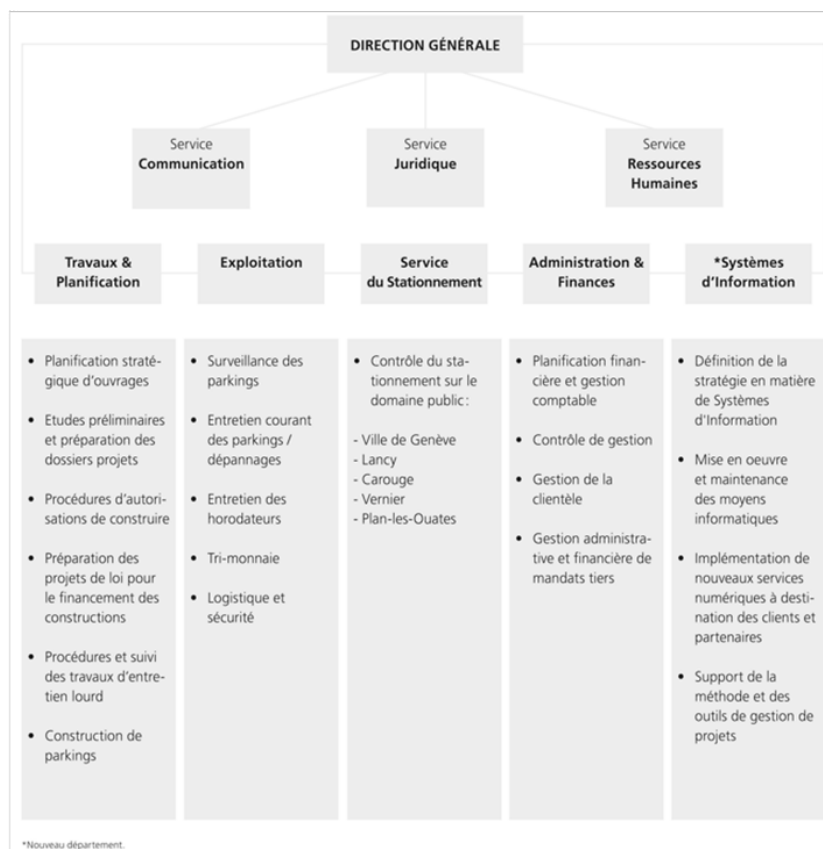 DIRECTION GÉNÉRALE
Service
Communication
Service
Juridique
Service
Ressources
Humaines
Travaux &
Planification
Exploitation
Service
du Stationnement
Administration &
Finances
*Systèmes
d'Information
• Planification straté-
gique d'ouvrages
• Etudes préliminaires
et préparation des
dossiers projets
• Procédures d'autori-
sations de construire
• Préparation des
projets de loi pour
le financement des
constructions
• Procédures et suivi
des travaux d'entre-
tien lourd
• Construction de
parkings
• Surveillance des
parkings
• Entretien courant
des parkings /
dépannages
• Entretien des
horodateurs
• Tri-monnaie
• Logistique et
sécurité
• Contrôle du sta-
tionnement sur le
domaine public :
- Ville de Genève
- Lancy
- Carouge
- Vernier
- Plan-les-Ouates
• Planification finan-
cière et gestion
comptable
• Contrôle de gestion
• Gestion de la
clientèle
• Gestion administra-
tive et financière de
mandats tiers
• Définition de la
stratégie en matière
de Systèmes
d'Information
• Mise en oeuvre
et maintenance
des moyens
informatiques
• Implémentation de
nouveaux services
numériques à desti-
nation des clients et
partenaires
• Support de la
méthode et des
outils de gestion de
projets
*Nouveau département.